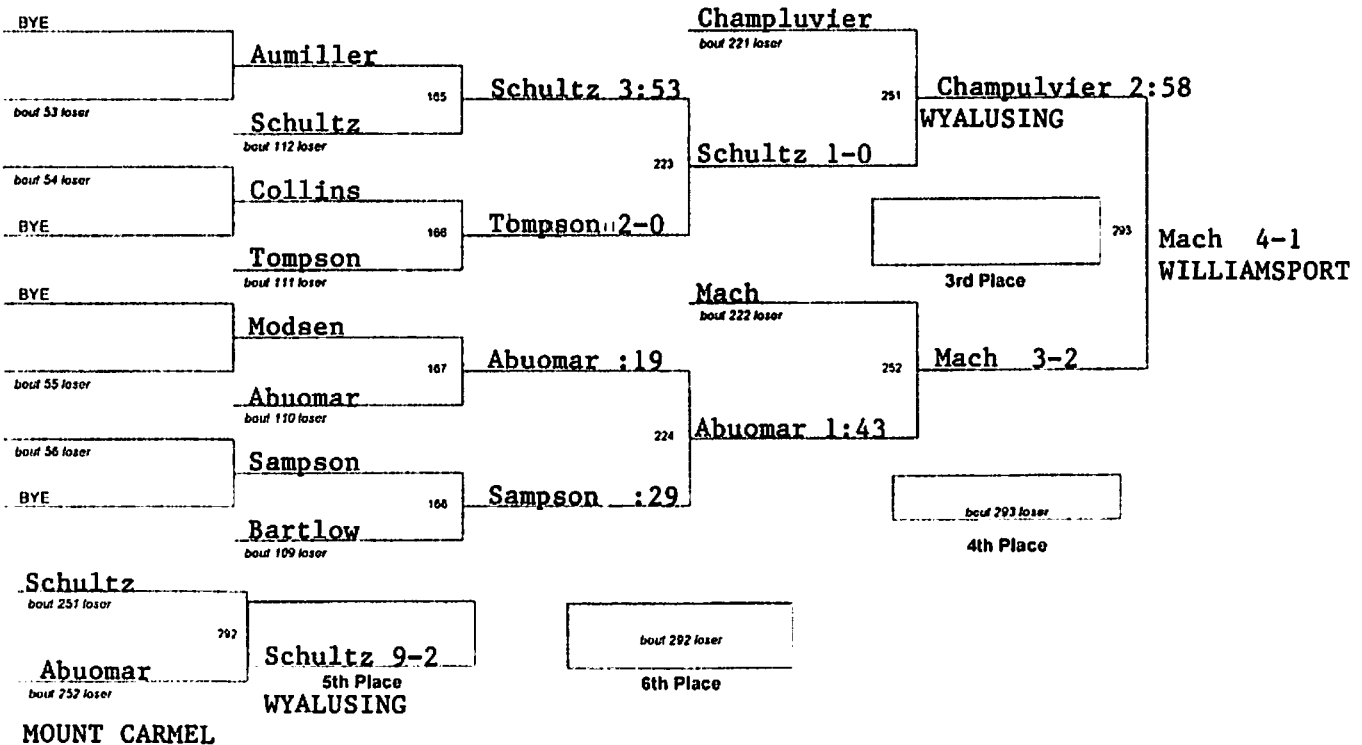 BYE
bout 53 loser
Aumiller
165
Schultz
bout 112 loser
Schultz 3:53
bout 54 loser
BYE
Collins
166
Tompson
bout 111 loser
Tompson 2-0
223
Champluvier
bout 221 loser
251
Schultz 1-0
Champulvier 2:58
WYALUSING
293
3rd Place
Mach 4-1
WILLIAMSPORT
BYE
bout 55 loser
Modsen
167
Abuomar
bout 110 loser
Abuomar :19
bout 56 loser
BYE
Sampson
168
Bartlow
bout 109 loser
Sampson :29
224
Mach
bout 222 loser
252
Abuomar 1:43
Mach 3-2
bout 293 loser
4th Place
Schultz
bout 251 loser
292
Abuomar
bout 252 loser
MOUNT CARMEL
Schultz 9-2
5th Place
WYALUSING
bout 292 loser
6th Place